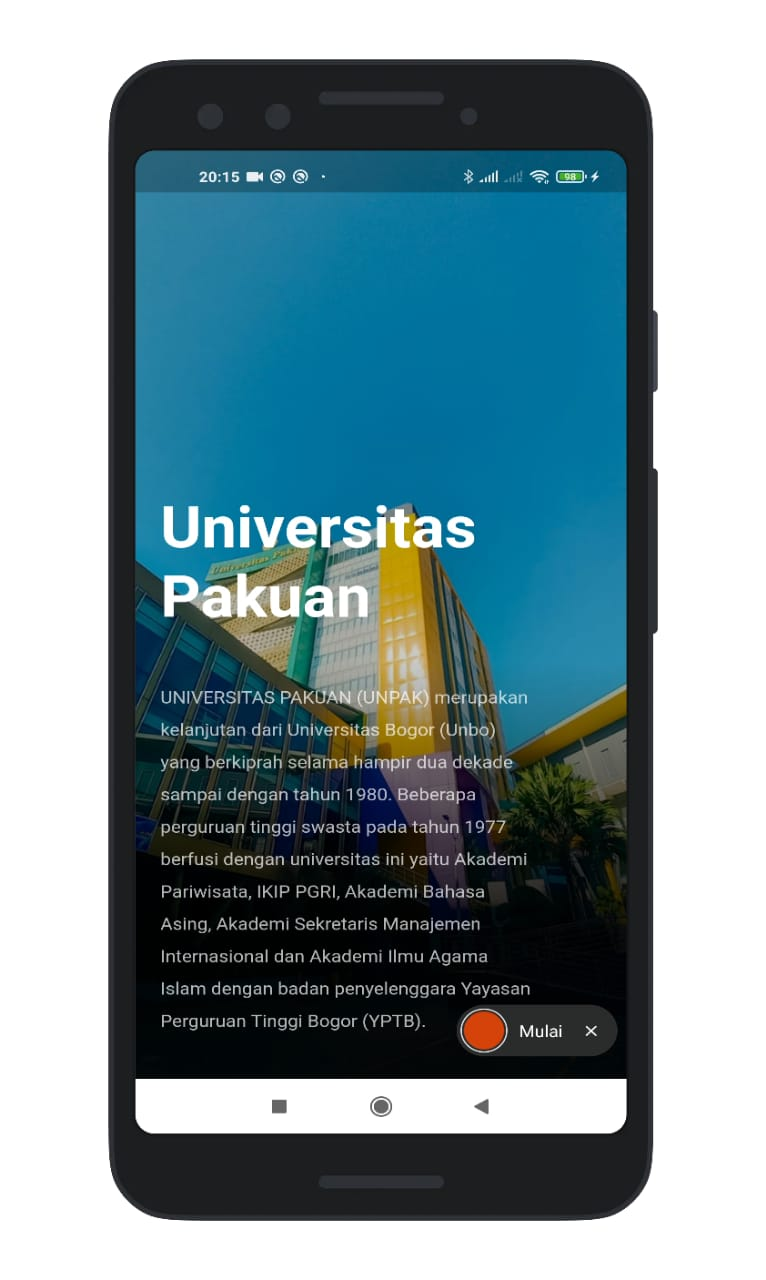 20:15
98
Universitas
Pakuan
UNIVERSITAS PAKUAN (UNPAK) merupakan
kelanjutan dari Universitas Bogor (Unbo)
yang berkiprah selama hampir dua dekade
sampai dengan tahun 1980. Beberapa
perguruan tinggi swasta pada tahun 1977
berfusi dengan universitas ini yaitu Akademi
Pariwisata, IKIP PGRI, Akademi Bahasa
Asing, Akademi Sekretaris Manajemen
Internasional dan Akademi Ilmu Agama
Islam dengan badan penyelenggara Yayasan
Perguruan Tinggi Bogor (YPTB).
Mulai